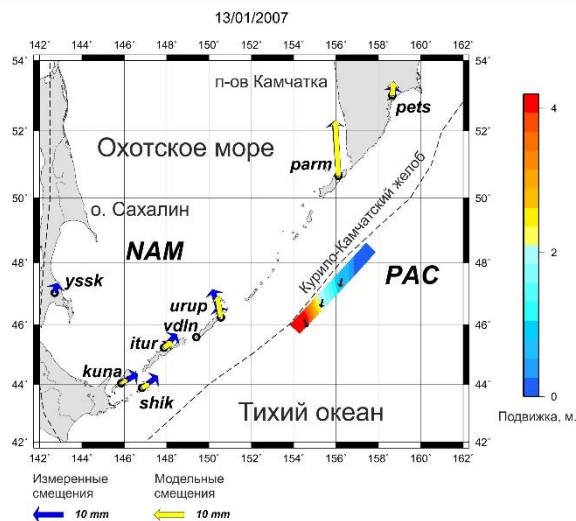 13/01/2007
142° 144° 146° 148° 150° 152° 154° 156° 158° 160° 162°
54° 54°
п-ов Камчатка
pets
4
52° 52°
Охотское море
parm
50° 50°
о. Сахалин
Курило-Камчатский желоб
NAM
2
48° 48°
PAC
yssk
urup
vdln
46° 46°
itur
kuna
44° 44°
shik
0
Тихий океан
Подвижка, м.
42° 42°
142° 144° 146° 148° 150° 152° 154° 156° 158° 160° 162°
Измеренные
смещения
10 mm
Модельные
смещения
10 mm